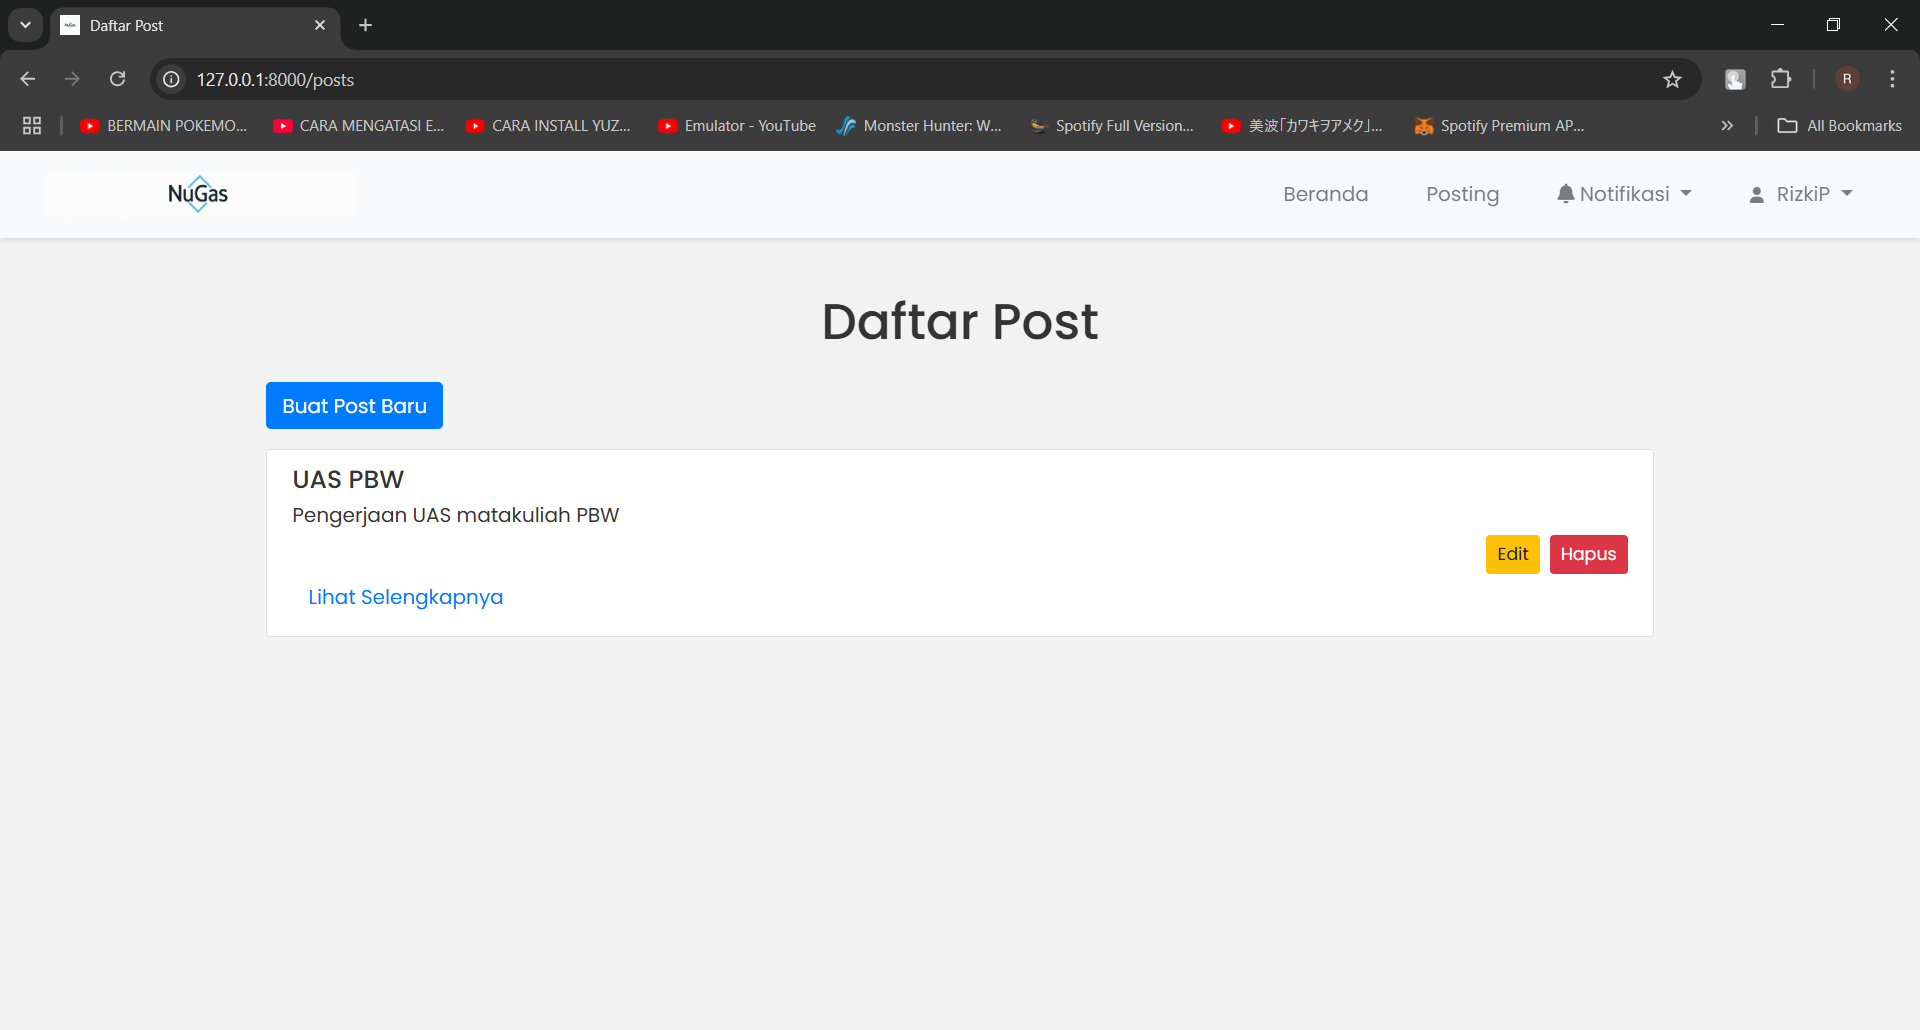 Daftar Post
127.0.0.1:8000/posts
R
BERMAIN POKEMO...
CARA MENGATASI E...
CARA INSTALL YUZ...
Emulator - YouTube
Monster Hunter: W...
Spotify Full Version...
美波「カワキヲアメク」...
Spotify Premium AP...
All Bookmarks
NuGas
Beranda
Posting
Notifikasi
RizkiP
Daftar Post
Buat Post Baru
UAS PBW
Pengerjaan UAS matakuliah PBW
Edit
Hapus
Lihat Selengkapnya